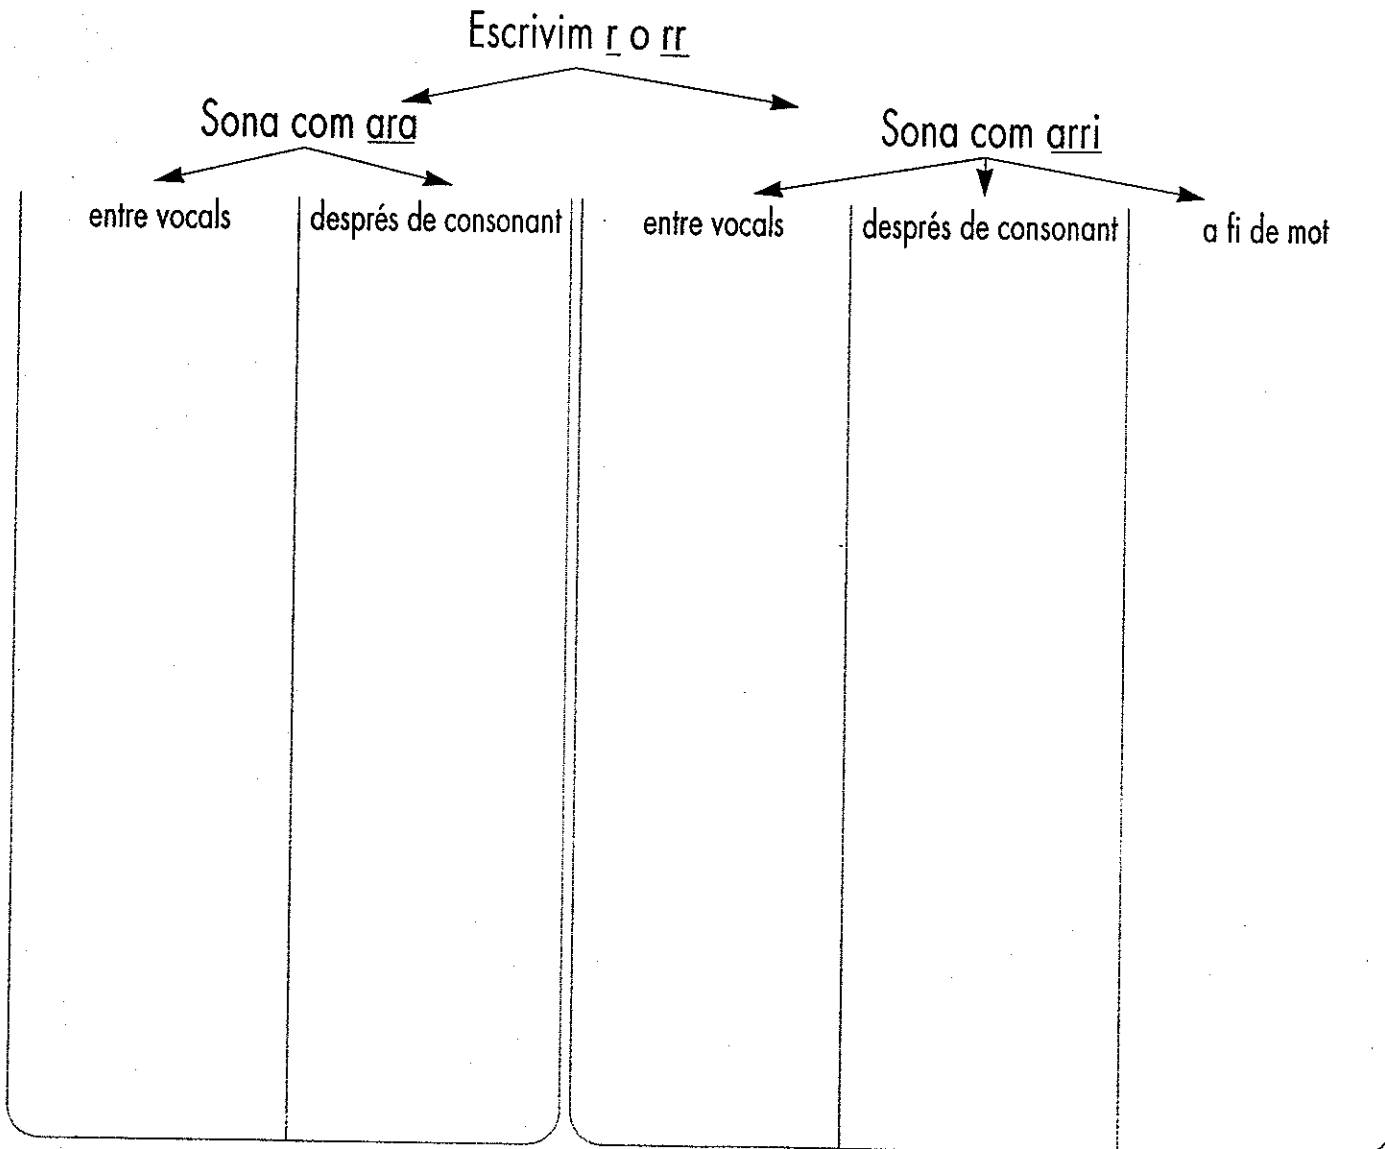 Escrivim r o rr
Sona com ara
Sona com arri
entre vocals
després de consonant
entre vocals
després de consonant
a fi de mot